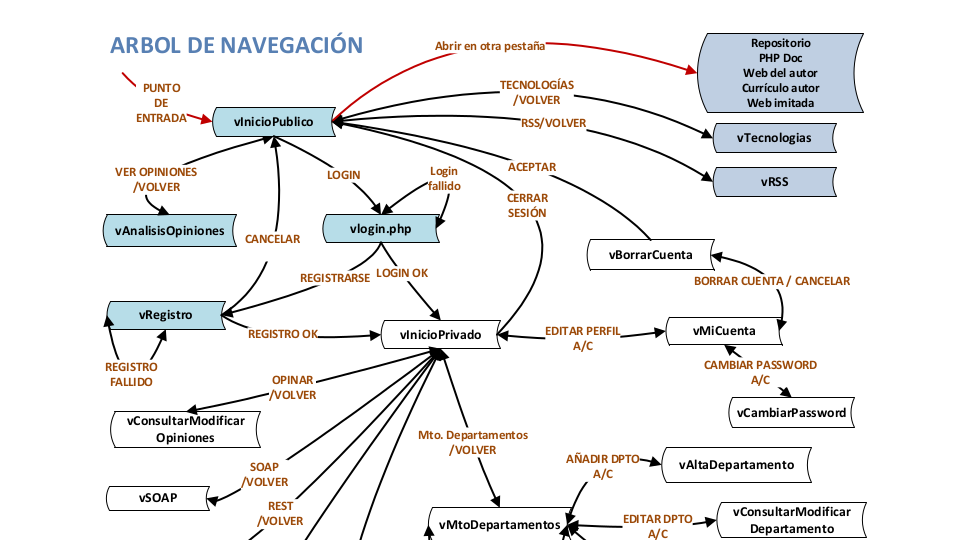 ARBOL DE NAVEGACIÓN
Abrir en otra pestaña
Repositorio
PHP Doc
Web del autor
Currículo autor
Web imitada
PUNTO
DE
ENTRADA
vInicioPublico
TECNOLOGÍAS
/VOLVER
RSS/VOLVER
vTecnologias
VER OPINIONES
/VOLVER
LOGIN
Login
fallido
ACEPTAR
vRSS
CERRAR
SESIÓN
vAnalisisOpiniones
CANCELAR
vlogin.php
vBorrarCuenta
REGISTRARSE
LOGIN OK
BORRAR CUENTA / CANCELAR
vRegistro
REGISTRO OK
vInicioPrivado
EDITAR PERFIL
A/C
vMiCuenta
REGISTRO
FALLIDO
CAMBIAR PASSWORD
A/C
OPINAR
/VOLVER
vCambiarPassword
vConsultarModificar
Opiniones
Mto. Departamentos
/VOLVER
SOAP
/VOLVER
AÑADIR DPTO
A/C
vAltaDepartamento
vSOAP
REST
/VOLVER
vMtoDepartamentos
EDITAR DPTO
A/C
vConsultarModificar
Departamento